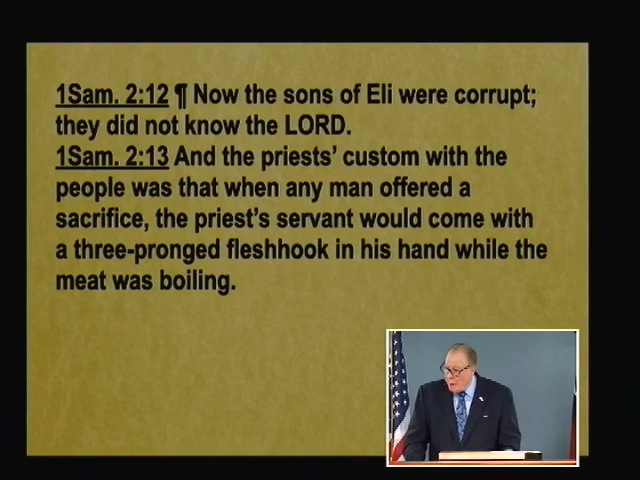 1Sam. 2:12 ¶ Now the sons of Eli were corrupt;
they did not know the LORD.
1Sam. 2:13 And the priests’ custom with the
people was that when any man offered a
sacrifice, the priest’s servant would come with
a three-pronged fleshhook in his hand while the
meat was boiling.